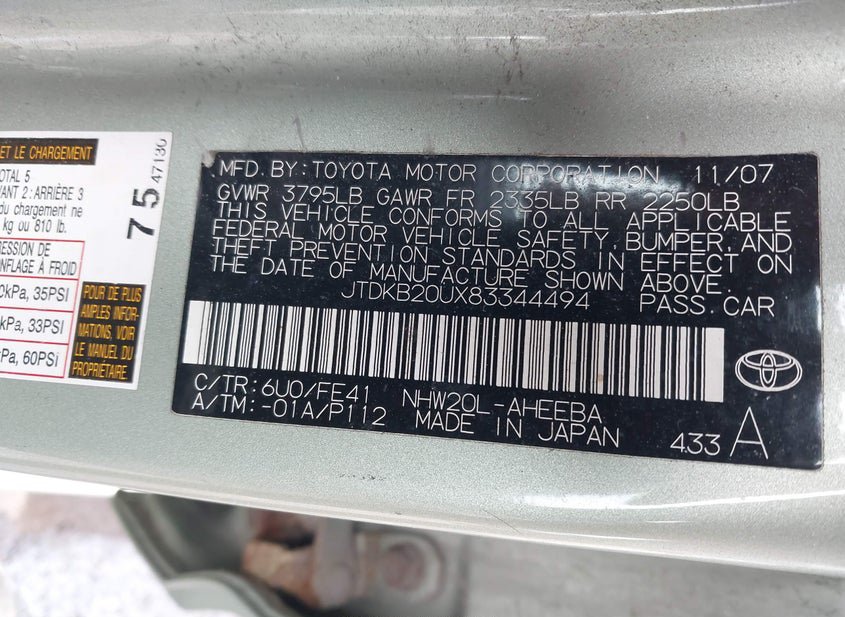 ET LE CHARGEMENT
OTAL 5
VANT 2: ARRIÈRE 3
du chargement ne
kg ou 810 lb.
ESSION DE
ONFLAGE À FROID
0kPa, 35PSI
kPa, 33PSI
kPa, 60PSI
75
47130
POUR DE PLUS
AMPLES INFOR-
MATIONS, VOIR
LE MANUEL DU
PROPRIÉTAIRE.
MFD. BY: TOYOTA MOTOR CORPORATION 11/07
GVWR 3795LB GAWR FR 2335LB RR 2250LB
THIS VEHICLE CONFORMS TO ALL APPLICABLE
FEDERAL MOTOR VEHICLE SAFETY, BUMPER, AND
THEFT PREVENTION STANDARDS IN EFFECT ON
THE DATE OF MANUFACTURE SHOWN ABOVE.
JTDKB20UX83344494 PASS. CAR
C/TR: 6U0/FE41 NHW20L-AHEEBA
A/TM: -01A/P112 MADE IN JAPAN 433 A